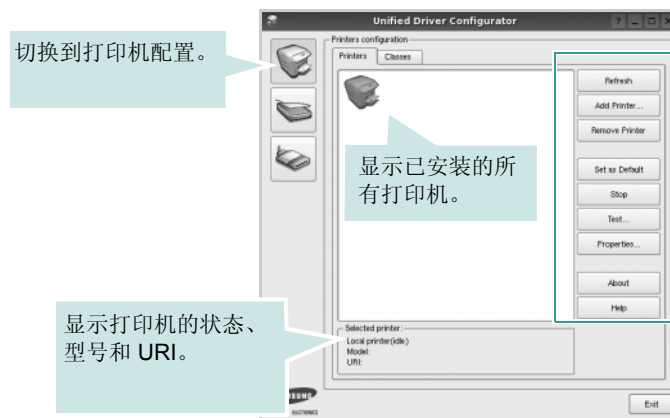 Unified Driver Configurator
切换到打印机配置。
Printers configuration
Printers
Classes
Refresh
Add Printer...
Remove Printer
显示已安装的所
有打印机。
Set as Default
Stop
Test...
Properties...
About
Help
显示打印机的状态、
型号和 URI。
Selected printer:
Local printer(idle)
Model:
URI:
ELECTRONICS
Exit